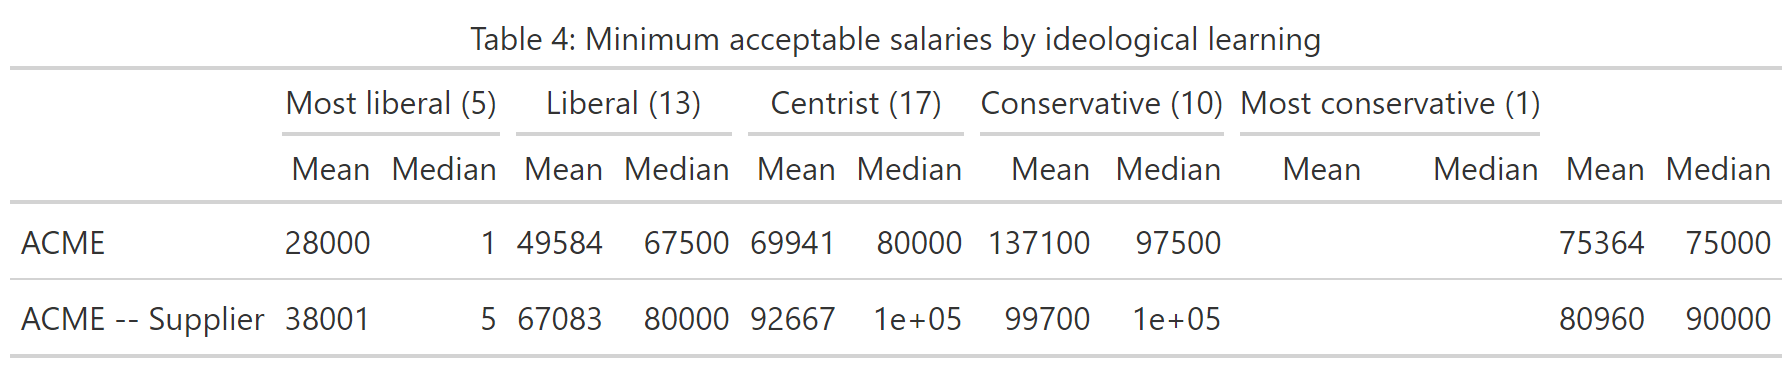 Table 4: Minimum acceptable salaries by ideological learning
Most liberal (5) Liberal (13) Centrist (17) Conservative (10) Most conservative (1)
Mean Median Mean Median Mean Median Mean Median Mean Median Mean Median
ACME 28000 1 49584 67500 69941 80000 137100 97500 75364 75000
ACME -- Supplier 38001 5 67083 80000 92667 1e+05 99700 1e+05 80960 90000